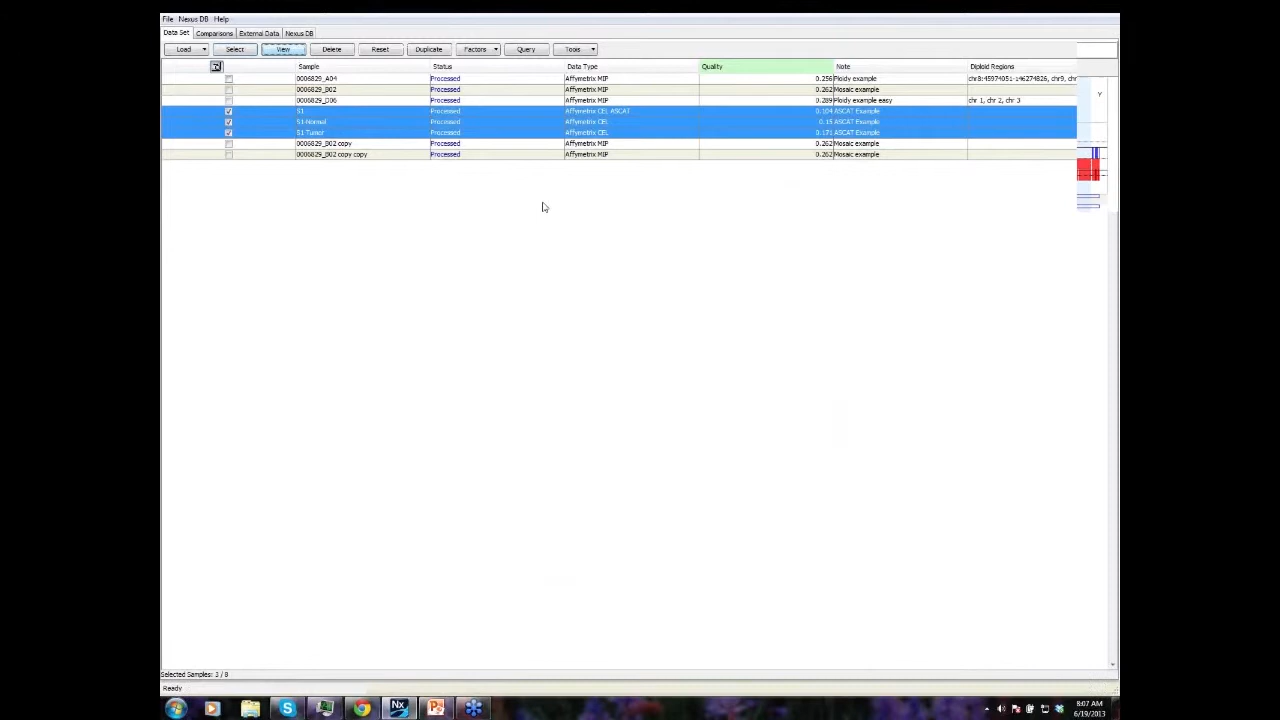 File Nexus DB Help
Data Set Comparisons External Data Nexus DB
Load Select View Delete Reset Duplicate Factors Query Tools
Sample Status Data Type Quality Note Diploid Regions
0006829_A04 Processed Affymetrix MIP 0.256 Ploidy example chr8:45974051-146274826, chr9, chr
0006829_B02 Processed Affymetrix MIP 0.262 Mosaic example
0006829_D06 Processed Affymetrix MIP 0.289 Ploidy example easy chr 1, chr 2, chr 3
S1 Processed Affymetrix CEL ASCAT 0.104 ASCAT Example
S1 Normal Processed Affymetrix CEL 0.15 ASCAT Example
S1 Tumor Processed Affymetrix CEL 0.171 ASCAT Example
0006829_B02 copy Processed Affymetrix MIP 0.262 Mosaic example
0006829_B02 copy copy Processed Affymetrix MIP 0.262 Mosaic example
Y
Selected Samples: 3 / 8
Ready
8:07 AM
6/19/2013